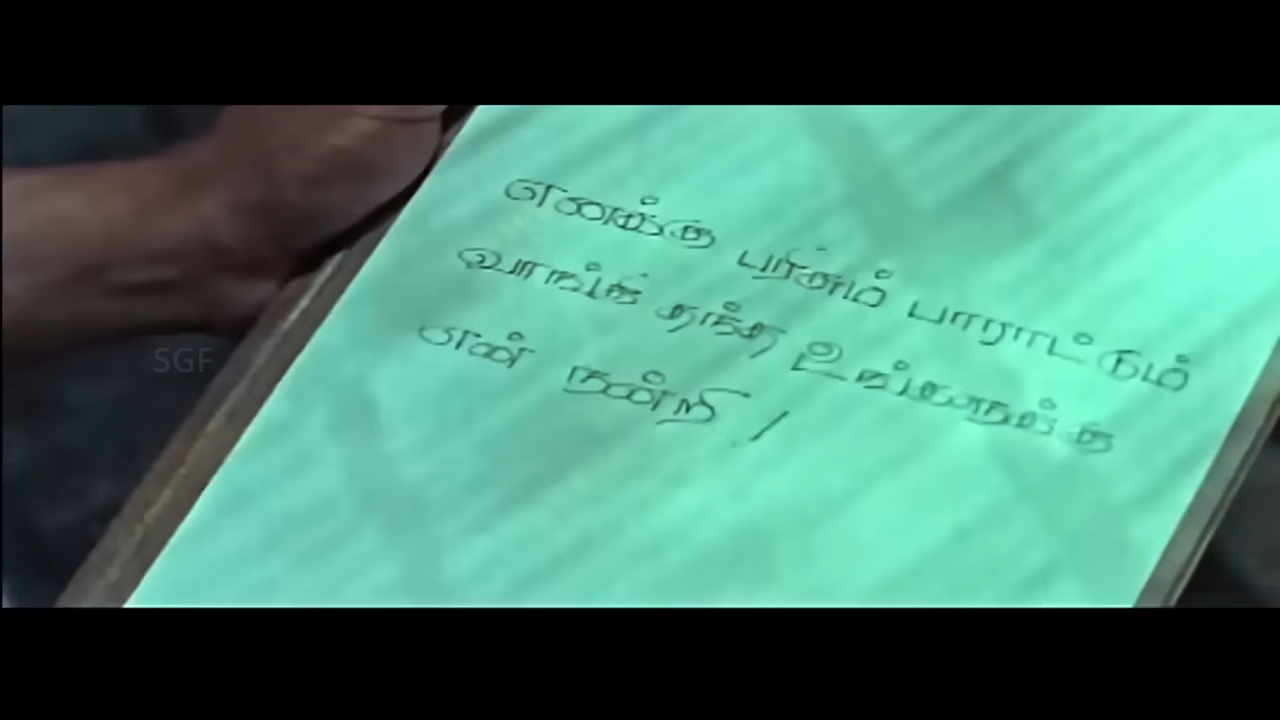 எனக்கு பரிசும் பாராட்டும்
வாங்கித் தந்த உங்களுக்கு
என் நன்றி !
SGF